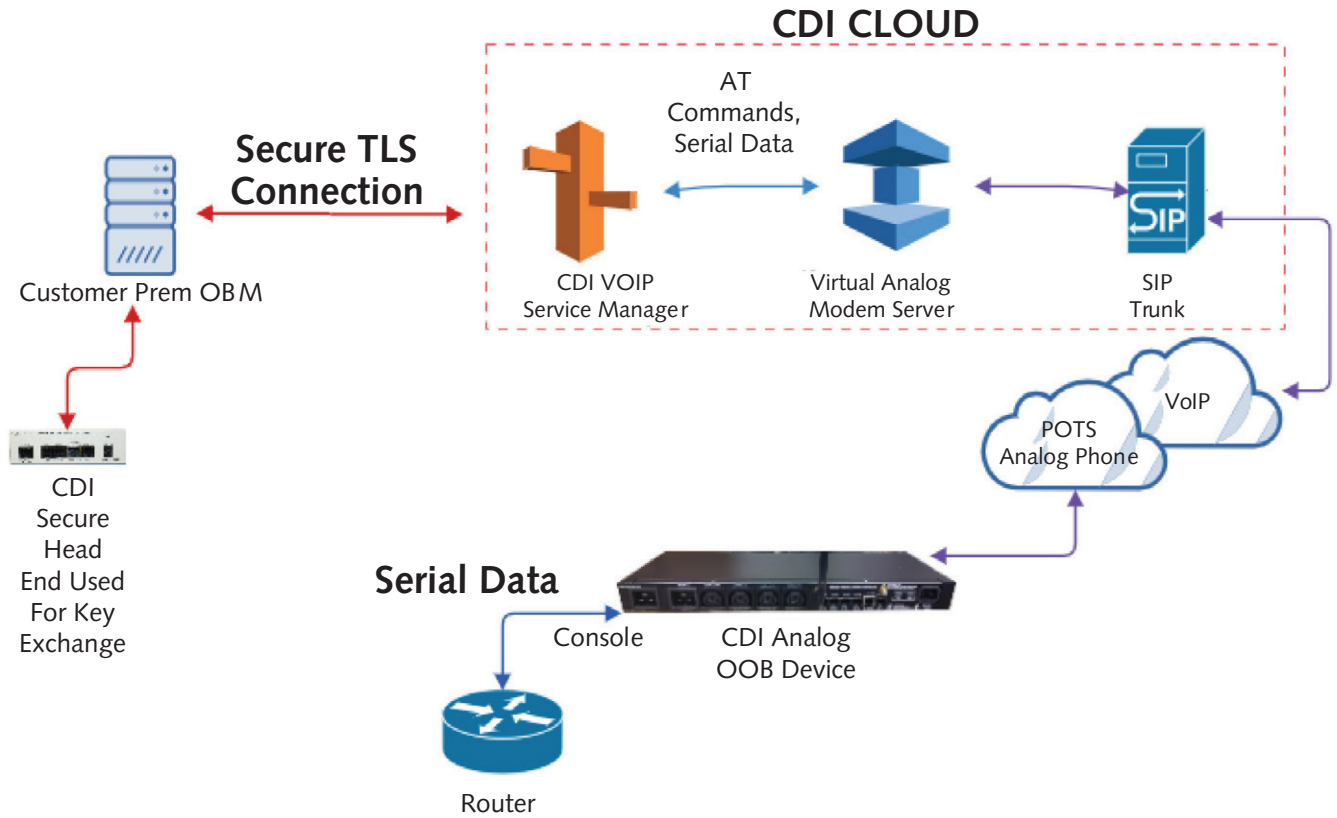 CDI CLOUD
AT
Commands,
Serial Data
Secure TLS
Connection
SIP
Customer Prem OBM
CDI VOIP
Service Manager
Virtual Analog
Modem Server
SIP
Trunk
VoIP
POTS
Analog Phone
CDI
Secure
Head
End Used
For Key
Exchange
Serial Data
Console
CDI Analog
OOB Device
Router